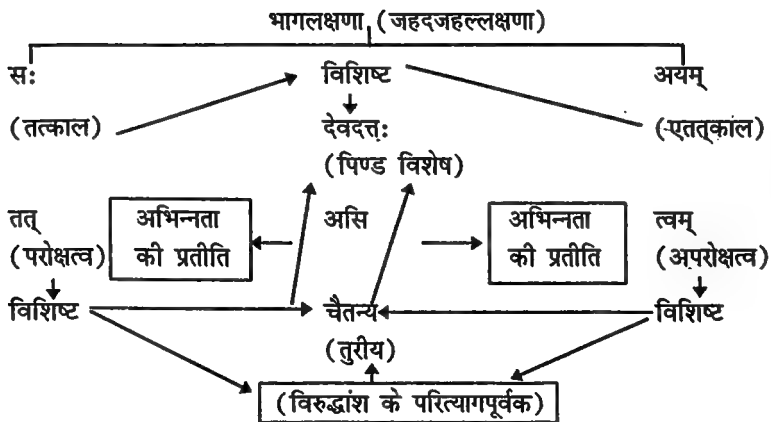 भागलक्षणा (जहदजहल्लक्षणा)
सः विशिष्ट अयम्
(तत्काल) देवदत्तः (एतत्काल)
(पिण्ड विशेष)
तत् अभिन्नता असि अभिन्नता त्वम्
(परोक्षत्व) की प्रतीति की प्रतीति (अपरोक्षत्व)
विशिष्ट चैतन्य विशिष्ट
(तुरीय)
(विरुद्धांश के परित्यागपूर्वक)